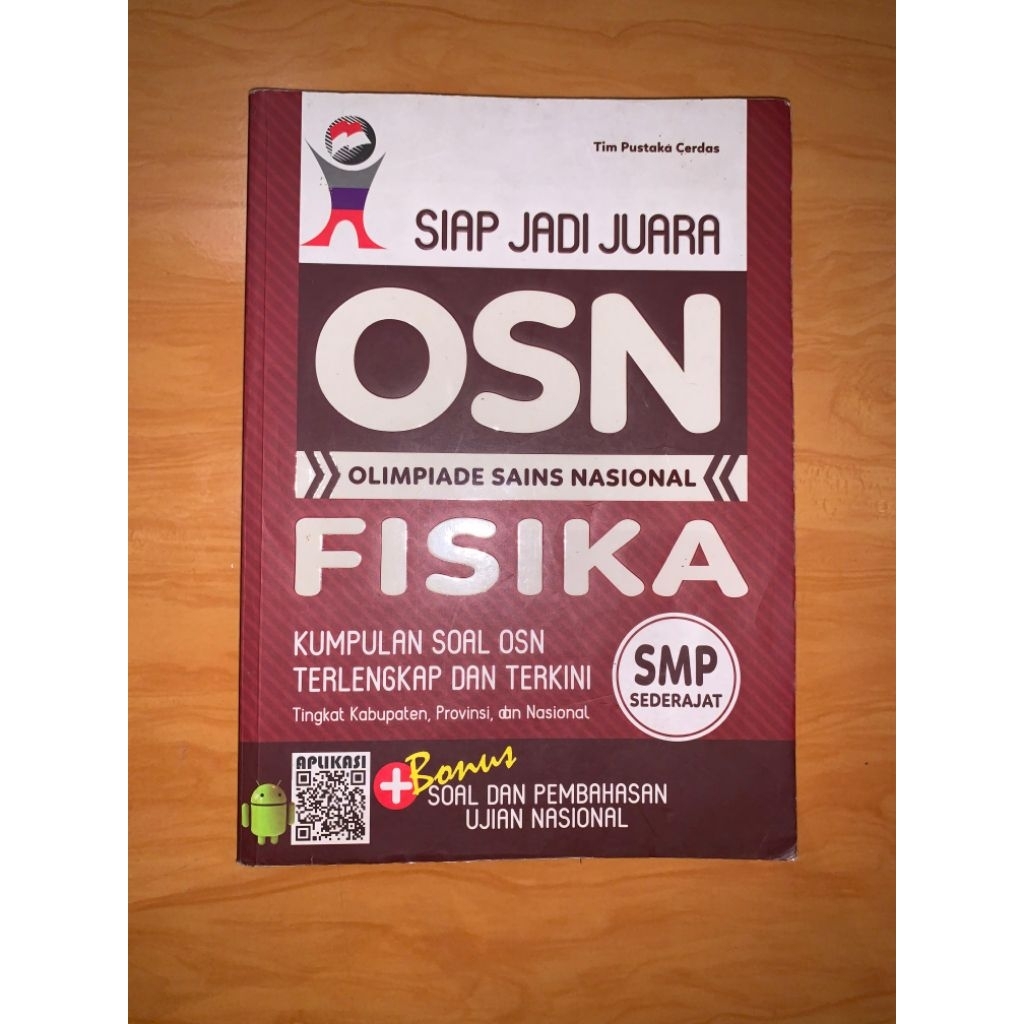 Tim Pustaka Cerdas
SIAP JADI JUARA
OSN
OLIMPIADE SAINS NASIONAL
FISIKA
KUMPULAN SOAL OSN
TERLENGKAP DAN TERKINI
Tingkat Kabupaten, Provinsi, dan Nasional
SMP
SEDERAJAT
APLIKASI
+Bonus
SOAL DAN PEMBAHASAN
UJIAN NASIONAL